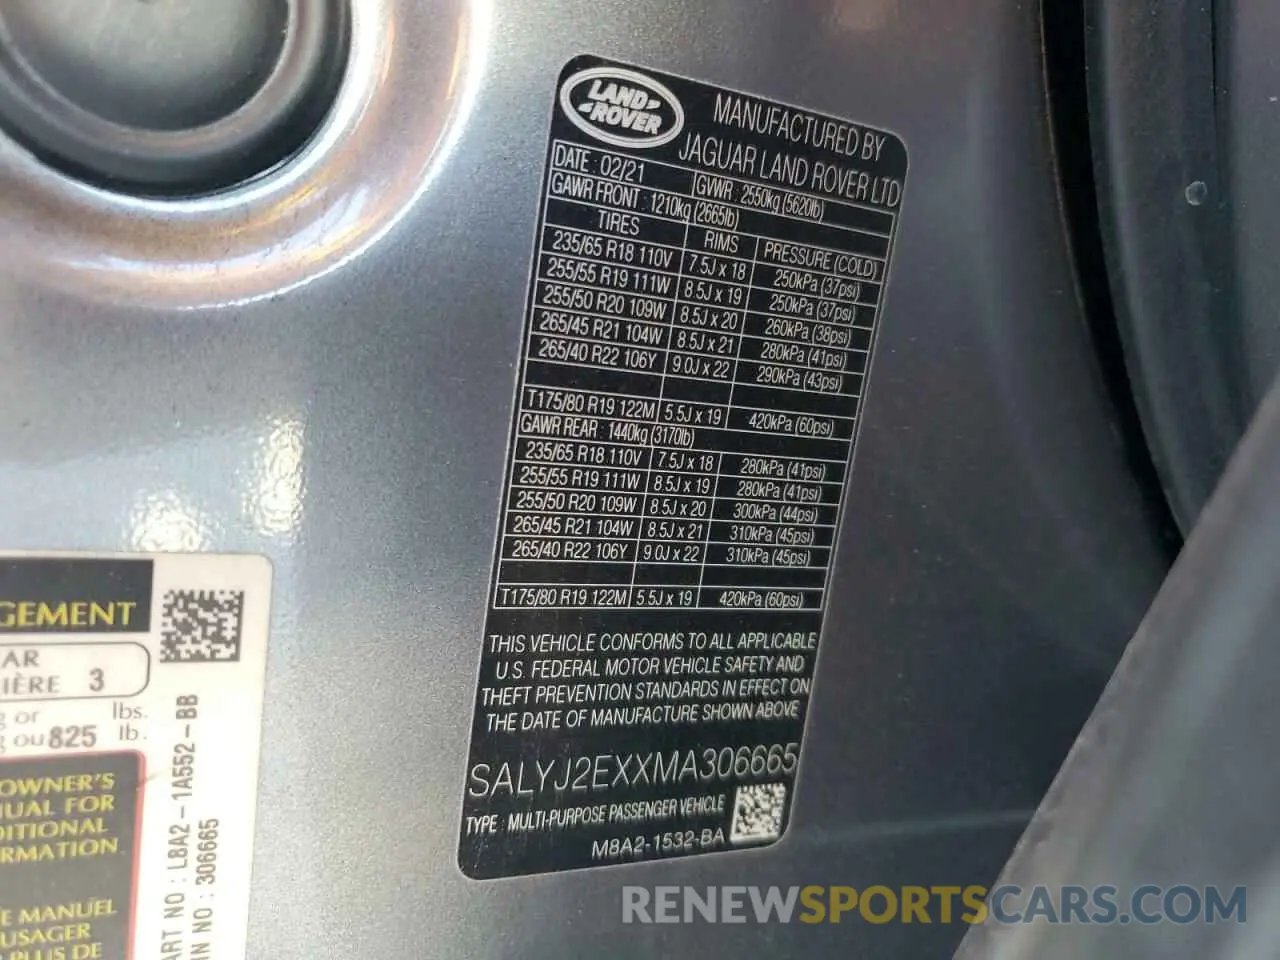 LAND
ROVER
MANUFACTURED BY
JAGUAR LAND ROVER LTD
DATE : 02/21
GVWR : 2550kg (5620lb)
GAWR FRONT : 1210kg (2665lb)
TIRES RIMS PRESSURE (COLD)
235/65 R18 110V 7.5J x 18 250kPa (37psi)
255/55 R19 111W 8.5J x 19 250kPa (37psi)
255/50 R20 109W 8.5J x 20 260kPa (38psi)
265/45 R21 104W 8.5J x 21 280kPa (41psi)
265/40 R22 106Y 9.0J x 22 290kPa (43psi)
T175/80 R19 122M 5.5J x 19 420kPa (60psi)
GAWR REAR : 1440kg (3170lb)
235/65 R18 110V 7.5J x 18 280kPa (41psi)
255/55 R19 111W 8.5J x 19 280kPa (41psi)
255/50 R20 109W 8.5J x 20 300kPa (44psi)
265/45 R21 104W 8.5J x 21 310kPa (45psi)
265/40 R22 106Y 9.0J x 22 310kPa (45psi)
T175/80 R19 122M 5.5J x 19 420kPa (60psi)
THIS VEHICLE CONFORMS TO ALL APPLICABLE
U.S. FEDERAL MOTOR VEHICLE SAFETY AND
THEFT PREVENTION STANDARDS IN EFFECT ON
THE DATE OF MANUFACTURE SHOWN ABOVE
SALYJ2EXXMA306665
TYPE : MULTI-PURPOSE PASSENGER VEHICLE
M8A2-1532-BA
GEMENT
AR
IÈRE 3
g or lbs.
g ou 825 lb.
OWNER'S
UAL FOR
DITIONAL
RMATION
E MANUEL
USAGER
PLUS DE
ART NO : L8A2-1A552-BB
IN NO : 306665
RENEWSPORTSCARS.COM